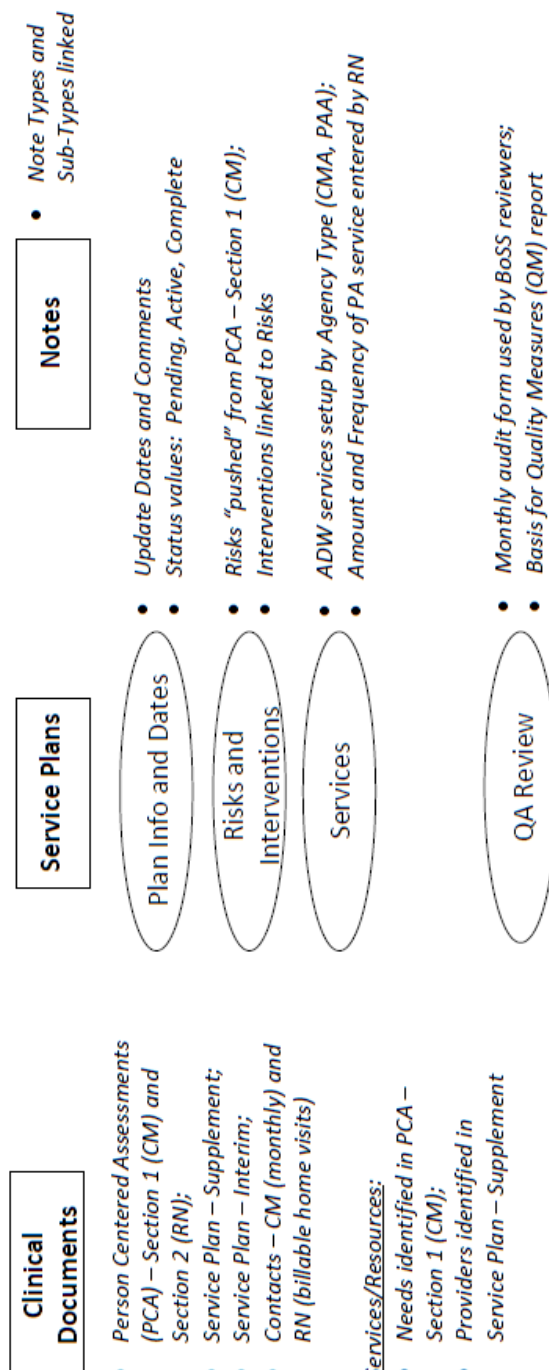 Clinical
Documents
Person Centered Assessments
(PCA) – Section 1 (CM) and
Section 2 (RN);
Service Plan – Supplement;
Service Plan – Interim;
Contacts – CM (monthly) and
RN (billable home visits)
ervices/Resources:
Needs identified in PCA –
Section 1 (CM);
Providers identified in
Service Plan – Supplement
Service Plans
Plan Info and Dates
• Update Dates and Comments
• Status values: Pending, Active, Complete
Risks and
Interventions
• Risks "pushed" from PCA – Section 1 (CM);
• Interventions linked to Risks
Services
• ADW services setup by Agency Type (CMA, PAA);
• Amount and Frequency of PA service entered by RN
QA Review
• Monthly audit form used by BoSS reviewers;
• Basis for Quality Measures (QM) report
Notes
• Note Types and
Sub-Types linked